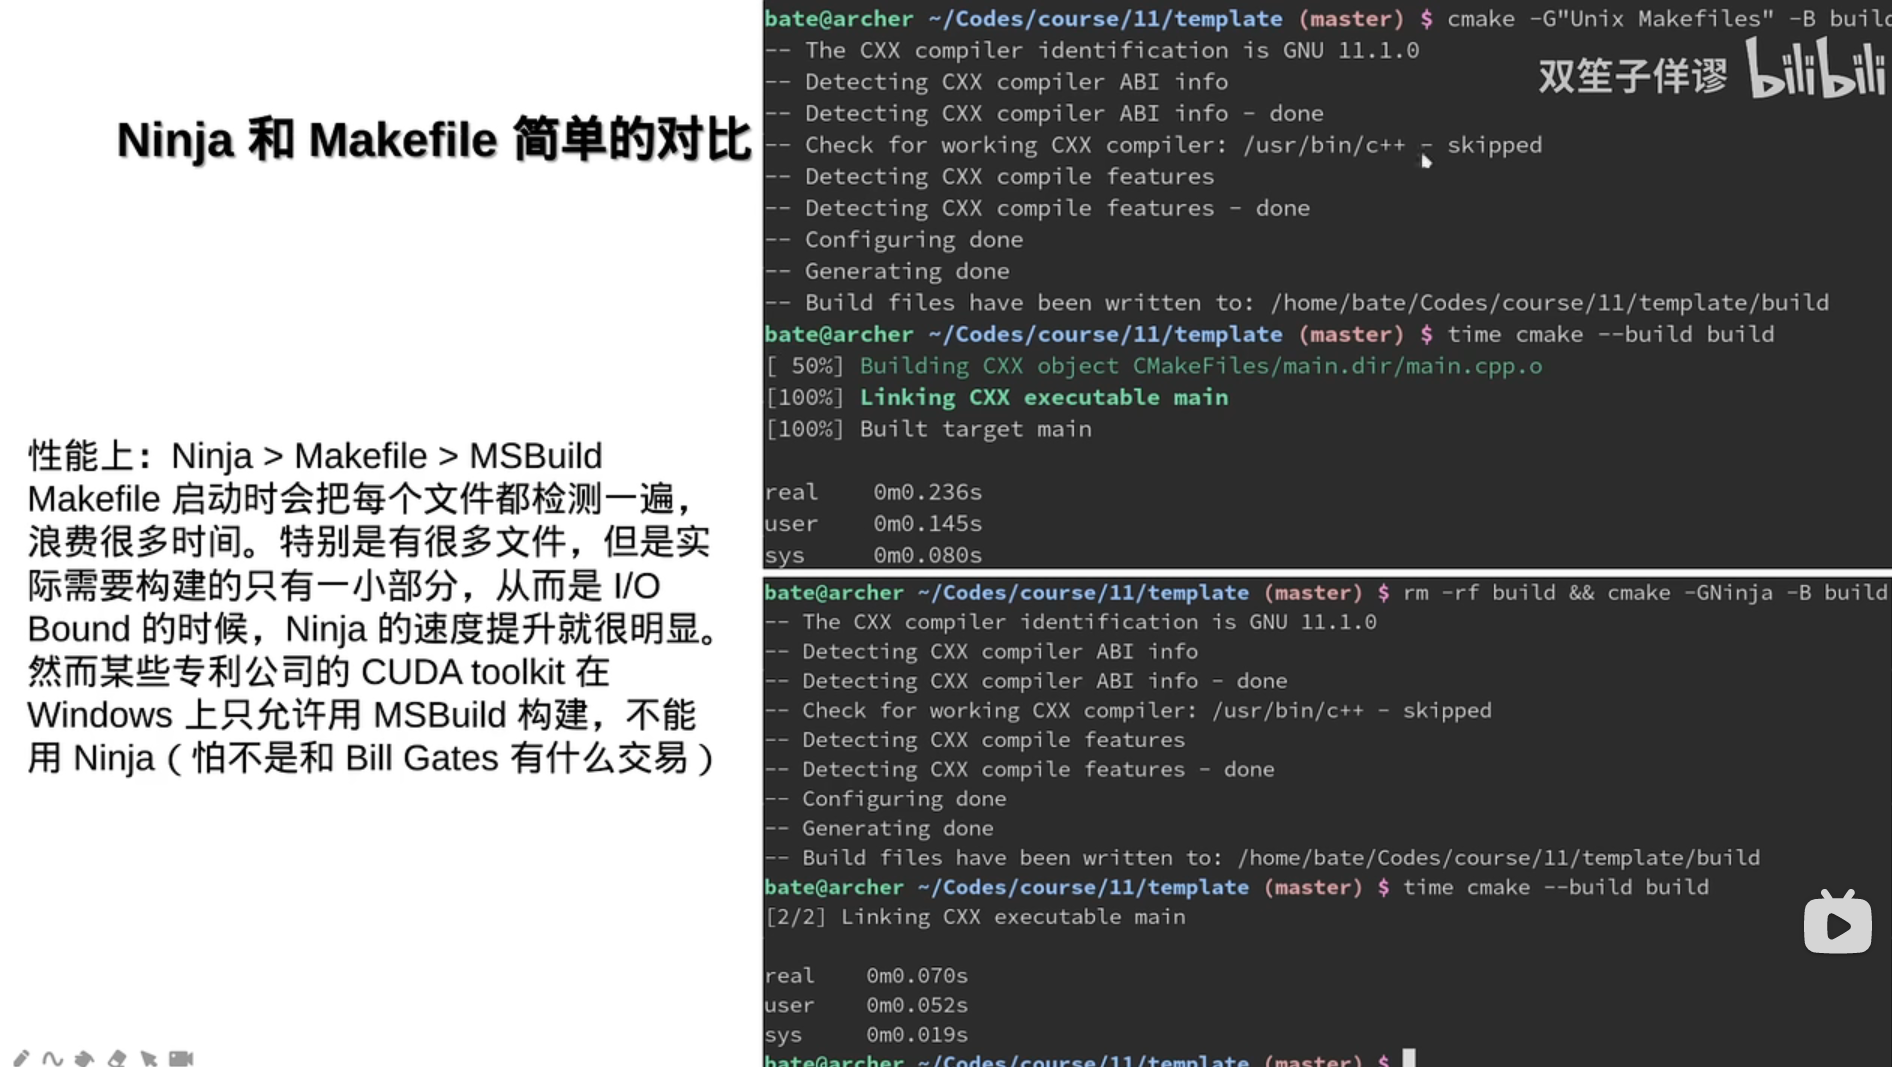 Ninja 和 Makefile 简单的对比
性能上：Ninja > Makefile > MSBuild
Makefile 启动时会把每个文件都检测一遍，
浪费很多时间。特别是有很多文件，但是实
际需要构建的只有一小部分，从而是 I/O
Bound 的时候，Ninja 的速度提升就很明显。
然而某些专利公司的 CUDA toolkit 在
Windows 上只允许用 MSBuild 构建，不能
用 Ninja（怕不是和 Bill Gates 有什么交易）
bate@archer ~/Codes/course/11/template (master) $ cmake -G"Unix Makefiles" -B build
-- The CXX compiler identification is GNU 11.1.0
双笙子佯谬 bilibili
-- Detecting CXX compiler ABI info
-- Detecting CXX compiler ABI info - done
-- Check for working CXX compiler: /usr/bin/c++ - skipped
-- Detecting CXX compile features
-- Detecting CXX compile features - done
-- Configuring done
-- Generating done
-- Build files have been written to: /home/bate/Codes/course/11/template/build
bate@archer ~/Codes/course/11/template (master) $ time cmake --build build
[ 50%] Building CXX object CMakeFiles/main.dir/main.cpp.o
[100%] Linking CXX executable main
[100%] Built target main
real 0m0.236s
user 0m0.145s
sys 0m0.080s
bate@archer ~/Codes/course/11/template (master) $ rm -rf build && cmake -GNinja -B build
-- The CXX compiler identification is GNU 11.1.0
-- Detecting CXX compiler ABI info
-- Detecting CXX compiler ABI info - done
-- Check for working CXX compiler: /usr/bin/c++ - skipped
-- Detecting CXX compile features
-- Detecting CXX compile features - done
-- Configuring done
-- Generating done
-- Build files have been written to: /home/bate/Codes/course/11/template/build
bate@archer ~/Codes/course/11/template (master) $ time cmake --build build
[2/2] Linking CXX executable main
real 0m0.070s
user 0m0.052s
sys 0m0.019s
bate@archer ~/Codes/course/11/template (master) $